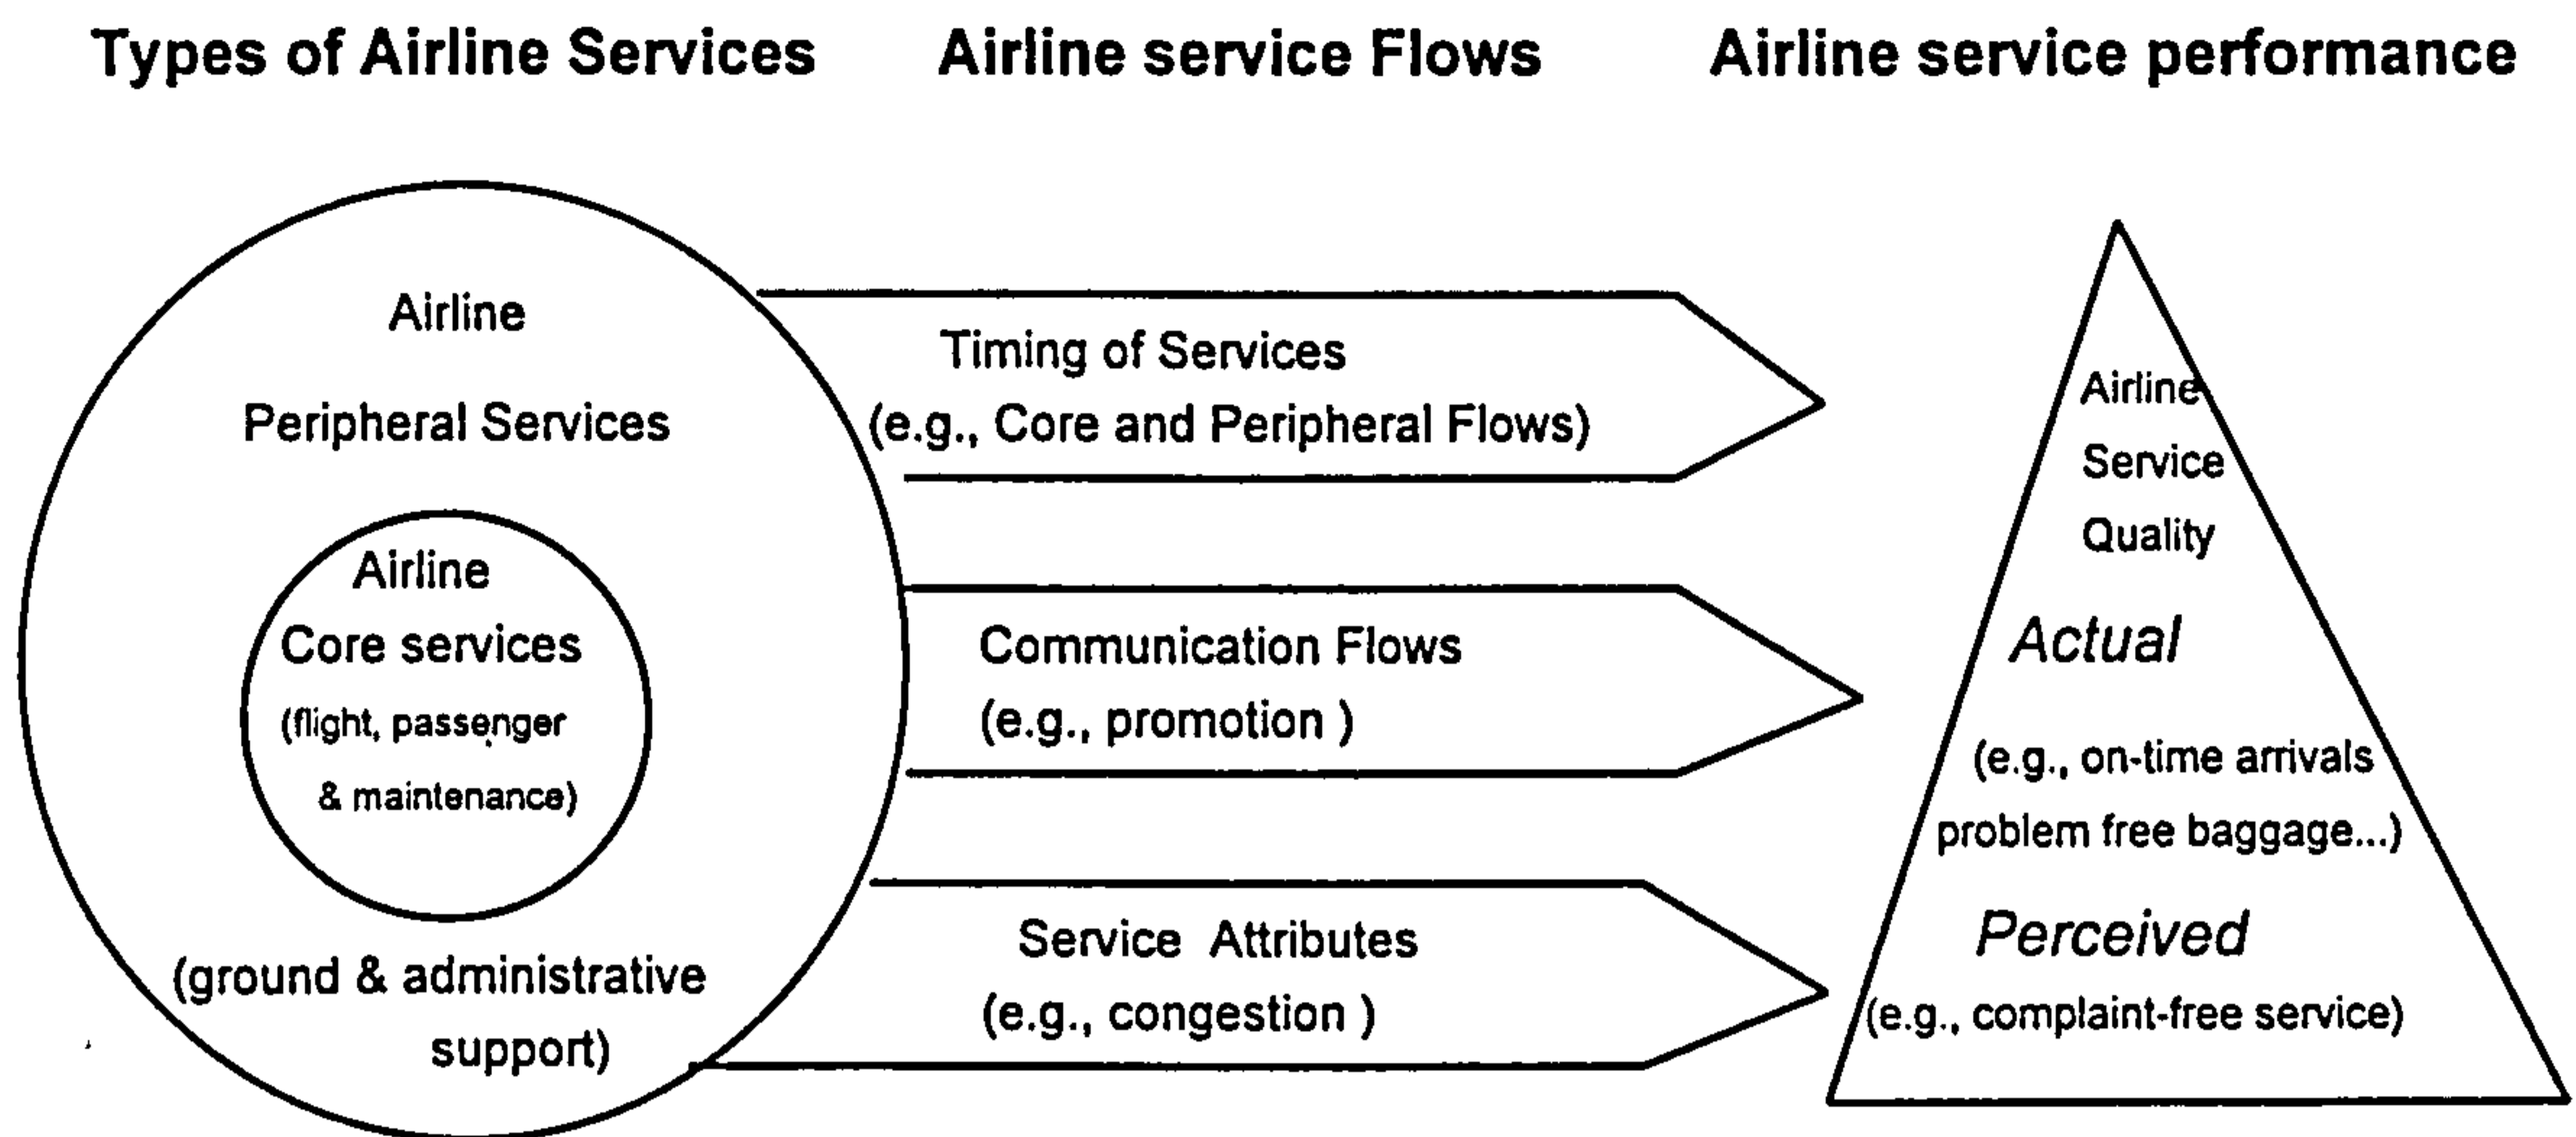 Types of Airline Services
Airline service Flows
Airline service performance
Airline
Peripheral Services
Airline
Core services
(flight, passenger
& maintenance)
(ground & administrative
support)
Timing of Services
(e.g., Core and Peripheral Flows)
Communication Flows
(e.g., promotion )
Service Attributes
(e.g., congestion )
Airline
Service
Quality
Actual
(e.g., on-time arrivals
problem free baggage...)
Perceived
(e.g., complaint-free service)